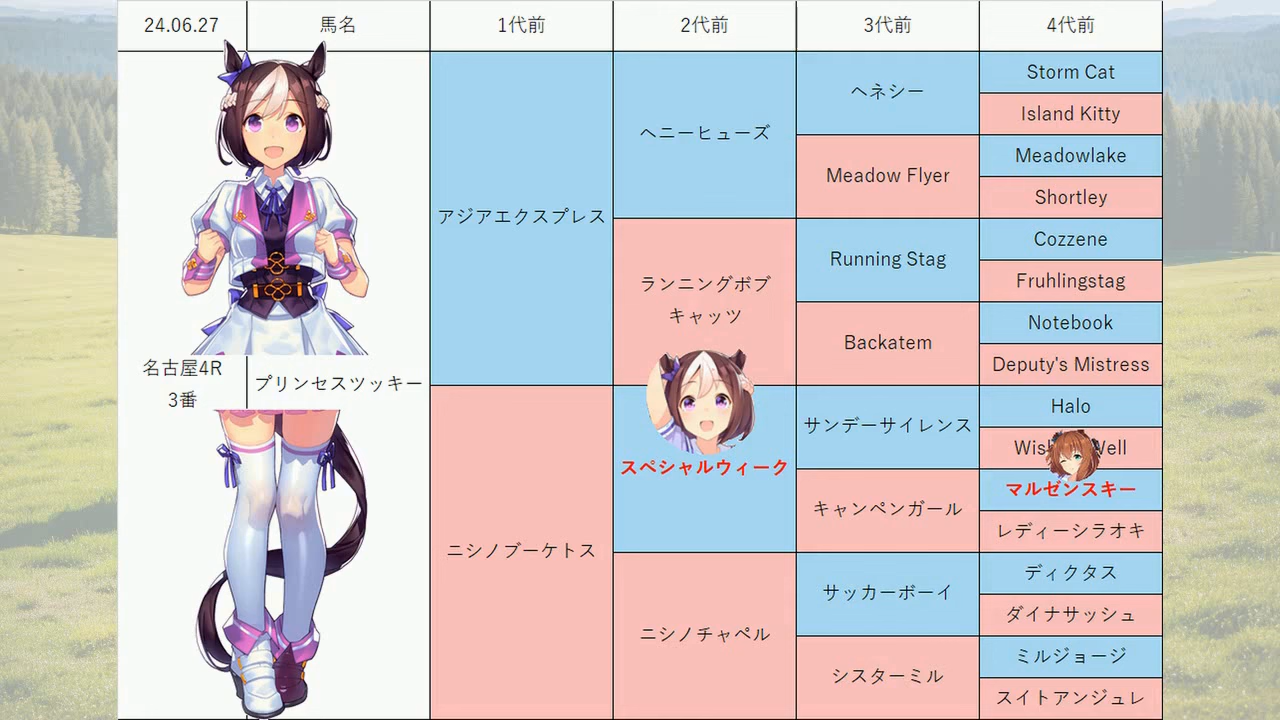 24.06.27
馬名
1代前
2代前
3代前
4代前
名古屋4R
3番
プリンセスツッキー
アジアエクスプレス
ニシノブーケトス
ヘニーヒューズ
ランニングボブ
キャッツ
スペシャルウィーク
ニシノチャペル
ヘネシー
Meadow Flyer
Running Stag
Backatem
サンデーサイレンス
キャンペンガール
サッカーボーイ
シスターミル
Storm Cat
Island Kitty
Meadowlake
Shortley
Cozzene
Fruhlingstag
Notebook
Deputy's Mistress
Halo
マルゼンスキー
レディーシラオキ
ディクタス
ダイナサッシュ
ミルジョージ
スイトアンジュレ